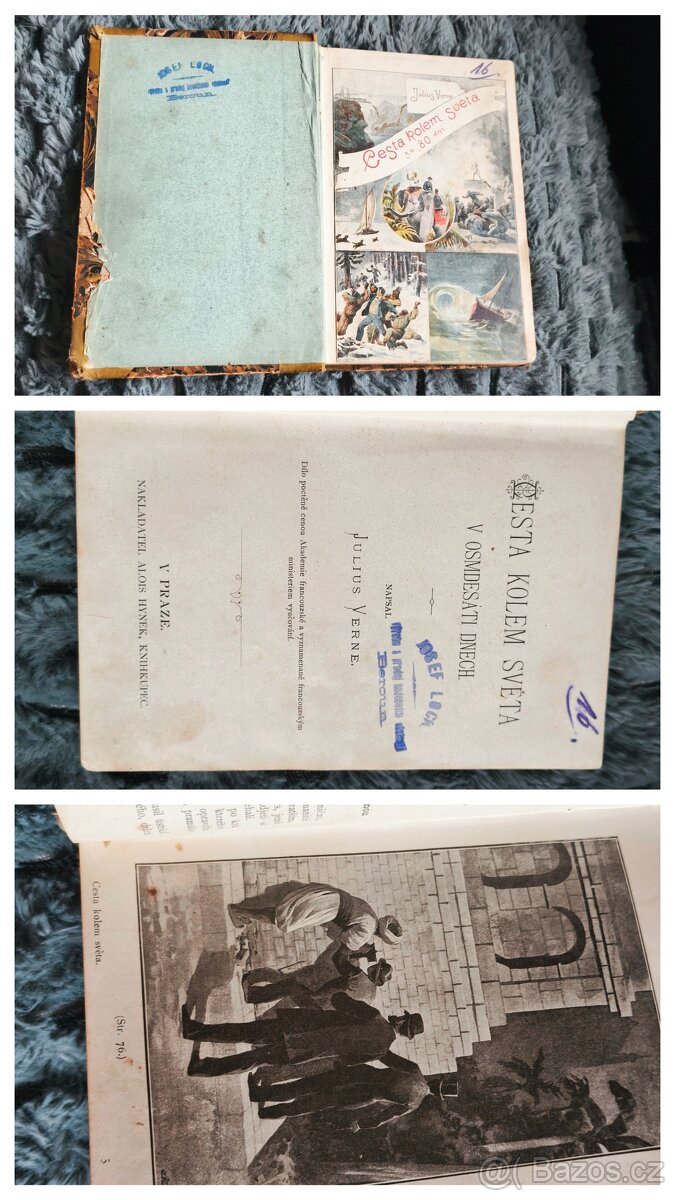 JOSEF LOCH
Beroun
16
Julius Verne
Cesta kolem světa
za 80 dní
16.
CESTA KOLEM SVĚTA
V OSMDESÁTI DNECH.
NAPSAL
JULIUS VERNE.
JOSEF LOCH
Beroun
Dílo poctěné cenou Akademie francouzské a vyznamenané francouzským
ministeriem vyučování.
V PRAZE.
NAKLADATEL ALOIS HYNEK, KNIHKUPEC.
Cesta kolem světa.
(Str. 76.)
5
Bazos.cz